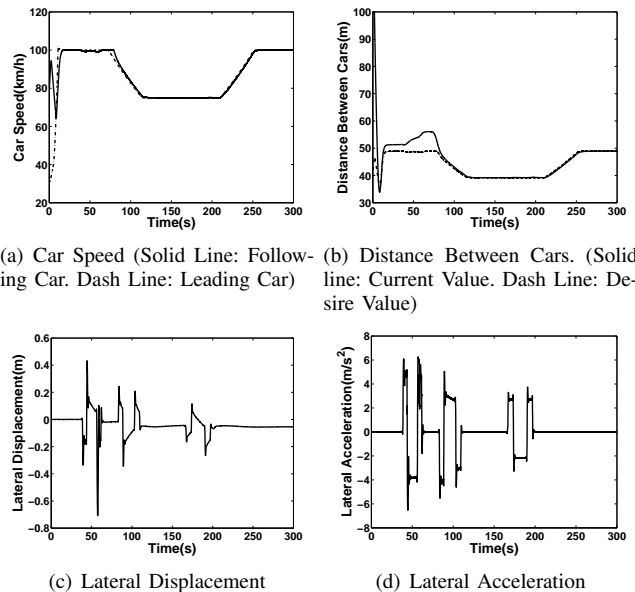 120
100
80
60
40
20
0 50 100 150 200 250 300
Car Speed(km/h)
Time(s)
100
90
80
70
60
50
40
30
0 50 100 150 200 250 300
Distance Between Cars(m)
Time(s)
(a) Car Speed (Solid Line: Follow-
ing Car. Dash Line: Leading Car)
(b) Distance Between Cars. (Solid
line: Current Value. Dash Line: De-
sire Value)
0.6
0.4
0.2
0
−0.2
−0.4
−0.6
−0.8
0 50 100 150 200 250 300
Lateral Displacement(m)
Time(s)
8
6
4
2
0
−2
−4
−6
−8
0 50 100 150 200 250 300
Lateral Acceleration(m/s²)
Time(s)
(c) Lateral Displacement
(d) Lateral Acceleration